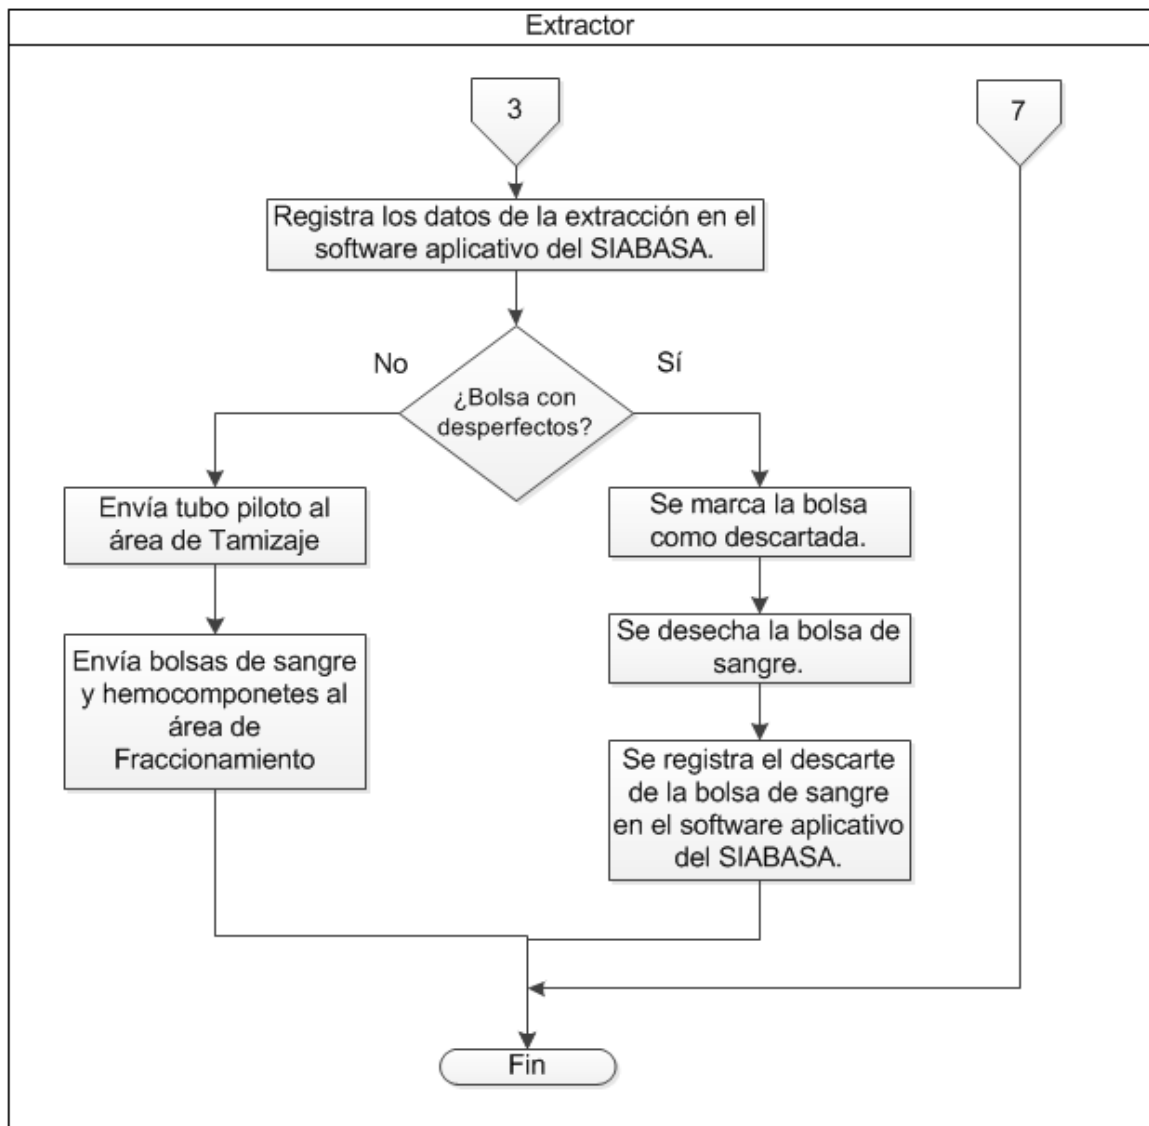 Extractor
3
7
Registra los datos de la extracción en el
software aplicativo del SIABASA.
No
Sí
¿Bolsa con
desperfectos?
Envía tubo piloto al
área de Tamizaje
Envía bolsas de sangre
y hemocomponetes al
área de
Fraccionamiento
Se marca la bolsa
como descartada.
Se desecha la bolsa de
sangre.
Se registra el descarte
de la bolsa de sangre
en el software aplicativo
del SIABASA.
Fin